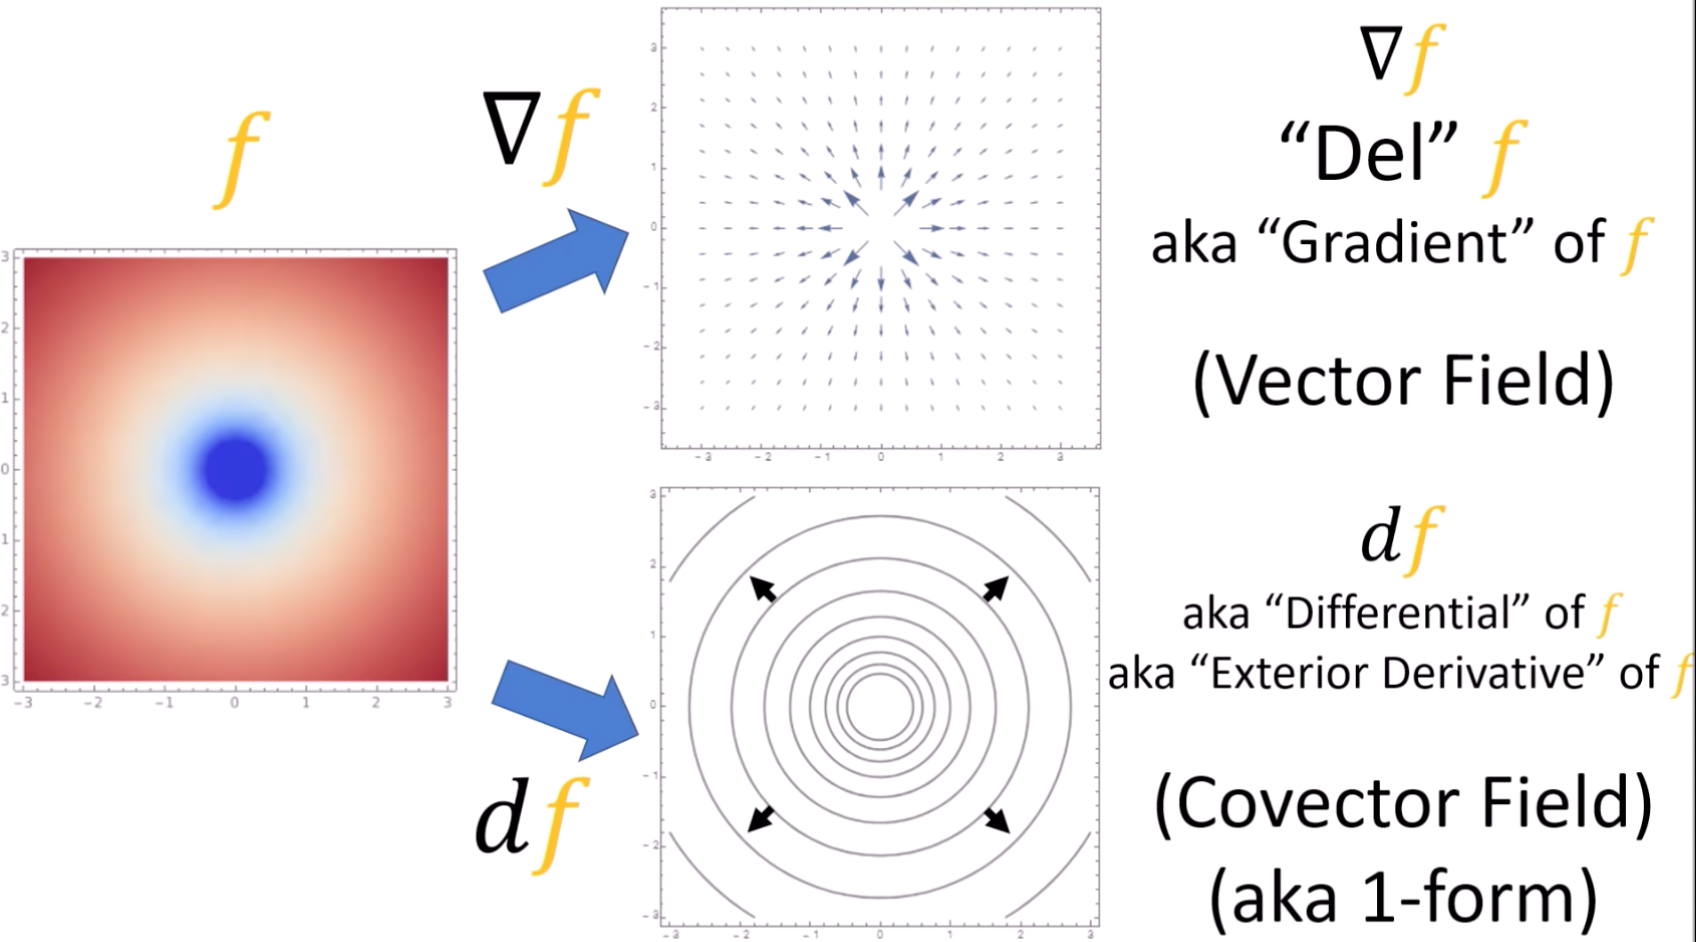 f
3
2
1
0
1
2
3
-3 -2 -1 0 1 2 3
∇f
df
3
2
1
0
-1
-2
-3
-3 -2 -1 0 1 2 3
3
2
1
0
-1
-2
-3
-3 -2 -1 0 1 2 3
∇f
“Del” f
aka “Gradient” of f
(Vector Field)
df
aka “Differential” of f
aka “Exterior Derivative” of f
(Covector Field)
(aka 1-form)